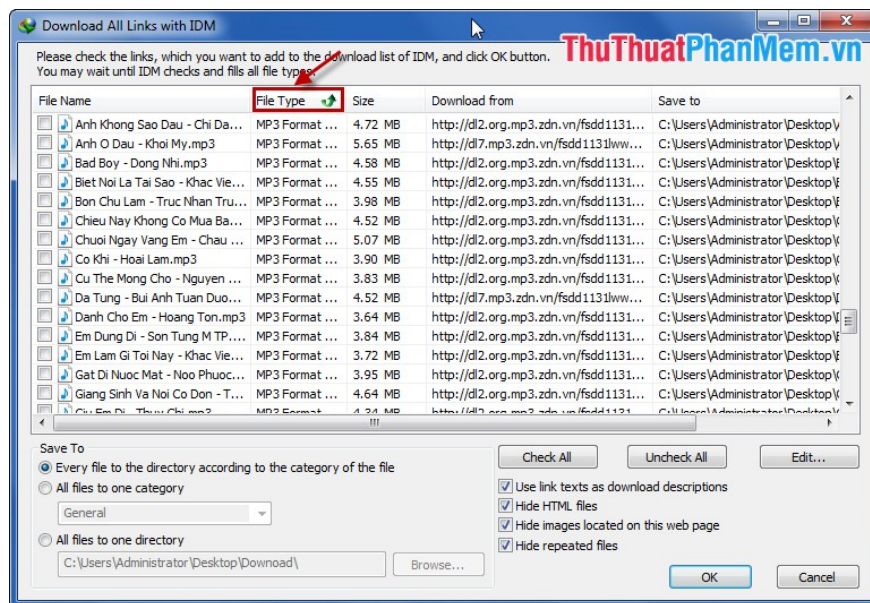 Download All Links with IDM
ThuThuatPhanMem.vn
Please check the links, which you want to add to the download list of IDM, and click OK button.
You may wait until IDM checks and fills all file types.
File Name File Type Size Download from Save to
Anh Khong Sao Dau - Chi Da... MP3 Format ... 4.72 MB http://dl2.org.mp3.zdn.vn/fsdd1131... C:\Users\Administrator\Desktop\
Anh O Dau - Khoi My.mp3 MP3 Format ... 5.65 MB http://dl7.mp3.zdn.vn/fsdd1131lww... C:\Users\Administrator\Desktop\
Bad Boy - Dong Nhi.mp3 MP3 Format ... 4.58 MB http://dl2.org.mp3.zdn.vn/fsdd1131... C:\Users\Administrator\Desktop\
Biet Noi La Tai Sao - Khac Vie... MP3 Format ... 4.55 MB http://dl2.org.mp3.zdn.vn/fsdd1131... C:\Users\Administrator\Desktop\
Bon Chu Lam - Truc Nhan Tru... MP3 Format ... 3.98 MB http://dl2.org.mp3.zdn.vn/fsdd1131... C:\Users\Administrator\Desktop\
Chieu Nay Khong Co Mua Ba... MP3 Format ... 4.52 MB http://dl2.org.mp3.zdn.vn/fsdd1131... C:\Users\Administrator\Desktop\
Chuoi Ngay Vang Em - Chau ... MP3 Format ... 5.07 MB http://dl2.org.mp3.zdn.vn/fsdd1131... C:\Users\Administrator\Desktop\
Co Khi - Hoai Lam.mp3 MP3 Format ... 3.90 MB http://dl2.org.mp3.zdn.vn/fsdd1131... C:\Users\Administrator\Desktop\
Cu The Mong Cho - Nguyen ... MP3 Format ... 3.83 MB http://dl2.org.mp3.zdn.vn/fsdd1131... C:\Users\Administrator\Desktop\
Da Tung - Bui Anh Tuan Duo... MP3 Format ... 4.52 MB http://dl7.mp3.zdn.vn/fsdd1131lww... C:\Users\Administrator\Desktop\
Danh Cho Em - Hoang Ton.mp3 MP3 Format ... 3.64 MB http://dl2.org.mp3.zdn.vn/fsdd1131... C:\Users\Administrator\Desktop\
Em Dung Di - Son Tung M TP.... MP3 Format ... 3.84 MB http://dl2.org.mp3.zdn.vn/fsdd1131... C:\Users\Administrator\Desktop\
Em Lam Gi Toi Nay - Khac Vie... MP3 Format ... 3.72 MB http://dl2.org.mp3.zdn.vn/fsdd1131... C:\Users\Administrator\Desktop\
Gat Di Nuoc Mat - Noo Phuoc... MP3 Format ... 3.95 MB http://dl2.org.mp3.zdn.vn/fsdd1131... C:\Users\Administrator\Desktop\
Giang Sinh Va Noi Co Don - T... MP3 Format ... 4.64 MB http://dl2.org.mp3.zdn.vn/fsdd1131... C:\Users\Administrator\Desktop\
Save To
Every file to the directory according to the category of the file
All files to one category
General
All files to one directory
C:\Users\Administrator\Desktop\Downoad\ Browse...
Check All Uncheck All Edit...
Use link texts as download descriptions
Hide HTML files
Hide images located on this web page
Hide repeated files
OK Cancel